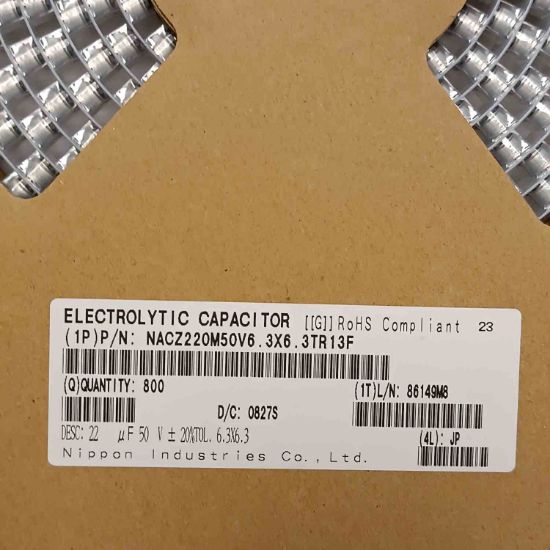 ELECTROLYTIC CAPACITOR [[G]] RoHS Compliant 23
(1P)P/N: NACZ220M50V6.3X6.3TR13F
(Q)QUANTITY: 800
(1T)L/N: 86149M8
D/C: 0827S
DESC: 22 µF 50 V ± 20%TOL. 6.3X6.3
(4L): JP
Nippon Industries Co., Ltd.